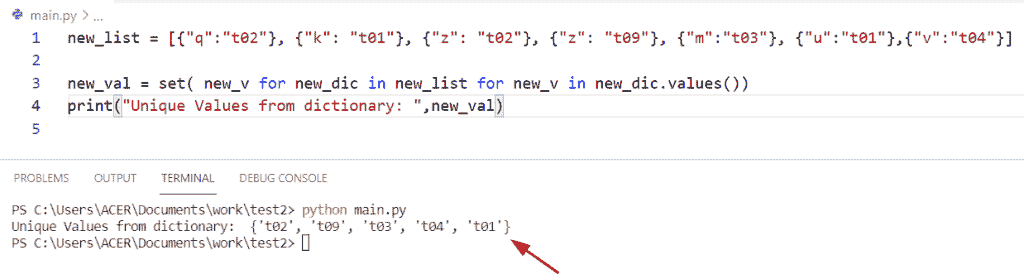 main.py > ...
1 new_list = [{"q":"t02"}, {"k": "t01"}, {"z": "t02"}, {"z": "t09"}, {"m":"t03"}, {"u":"t01"},{"v":"t04"}]
2
3 new_val = set( new_v for new_dic in new_list for new_v in new_dic.values())
4 print("Unique Values from dictionary: ",new_val)
5
PROBLEMS OUTPUT TERMINAL DEBUG CONSOLE
PS C:\Users\ACER\Documents\work\test2> python main.py
Unique Values from dictionary:  {'t02', 't09', 't03', 't04', 't01'}
PS C:\Users\ACER\Documents\work\test2>